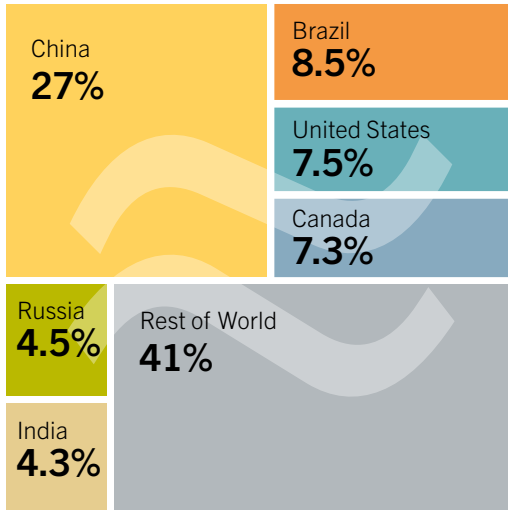 China
27%
Brazil
8.5%
United States
7.5%
Canada
7.3%
Russia
4.5%
Rest of World
41%
India
4.3%